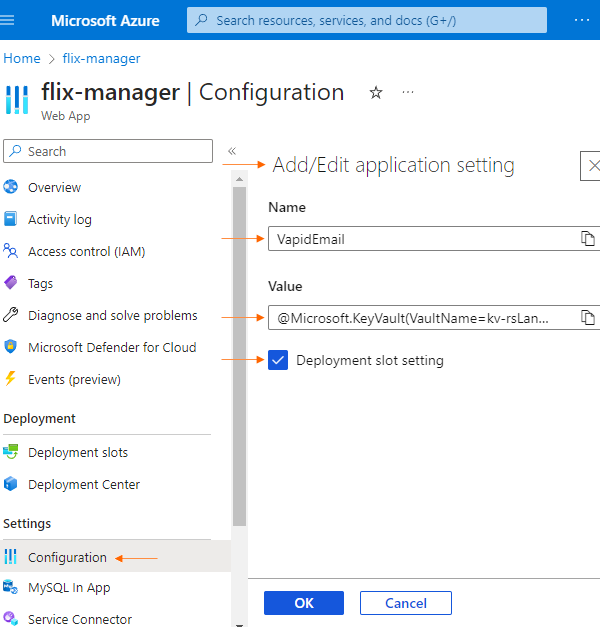 Microsoft Azure
Search resources, services, and docs (G+/)
Home > flix-manager
flix-manager | Configuration
Web App
Search
Overview
Activity log
Access control (IAM)
Tags
Diagnose and solve problems
Microsoft Defender for Cloud
Events (preview)
Deployment
Deployment slots
Deployment Center
Settings
Configuration
MySQL In App
Service Connector
Add/Edit application setting
Name
VapidEmail
Value
@Microsoft.KeyVault(VaultName=kv-rsLan...
Deployment slot setting
OK
Cancel